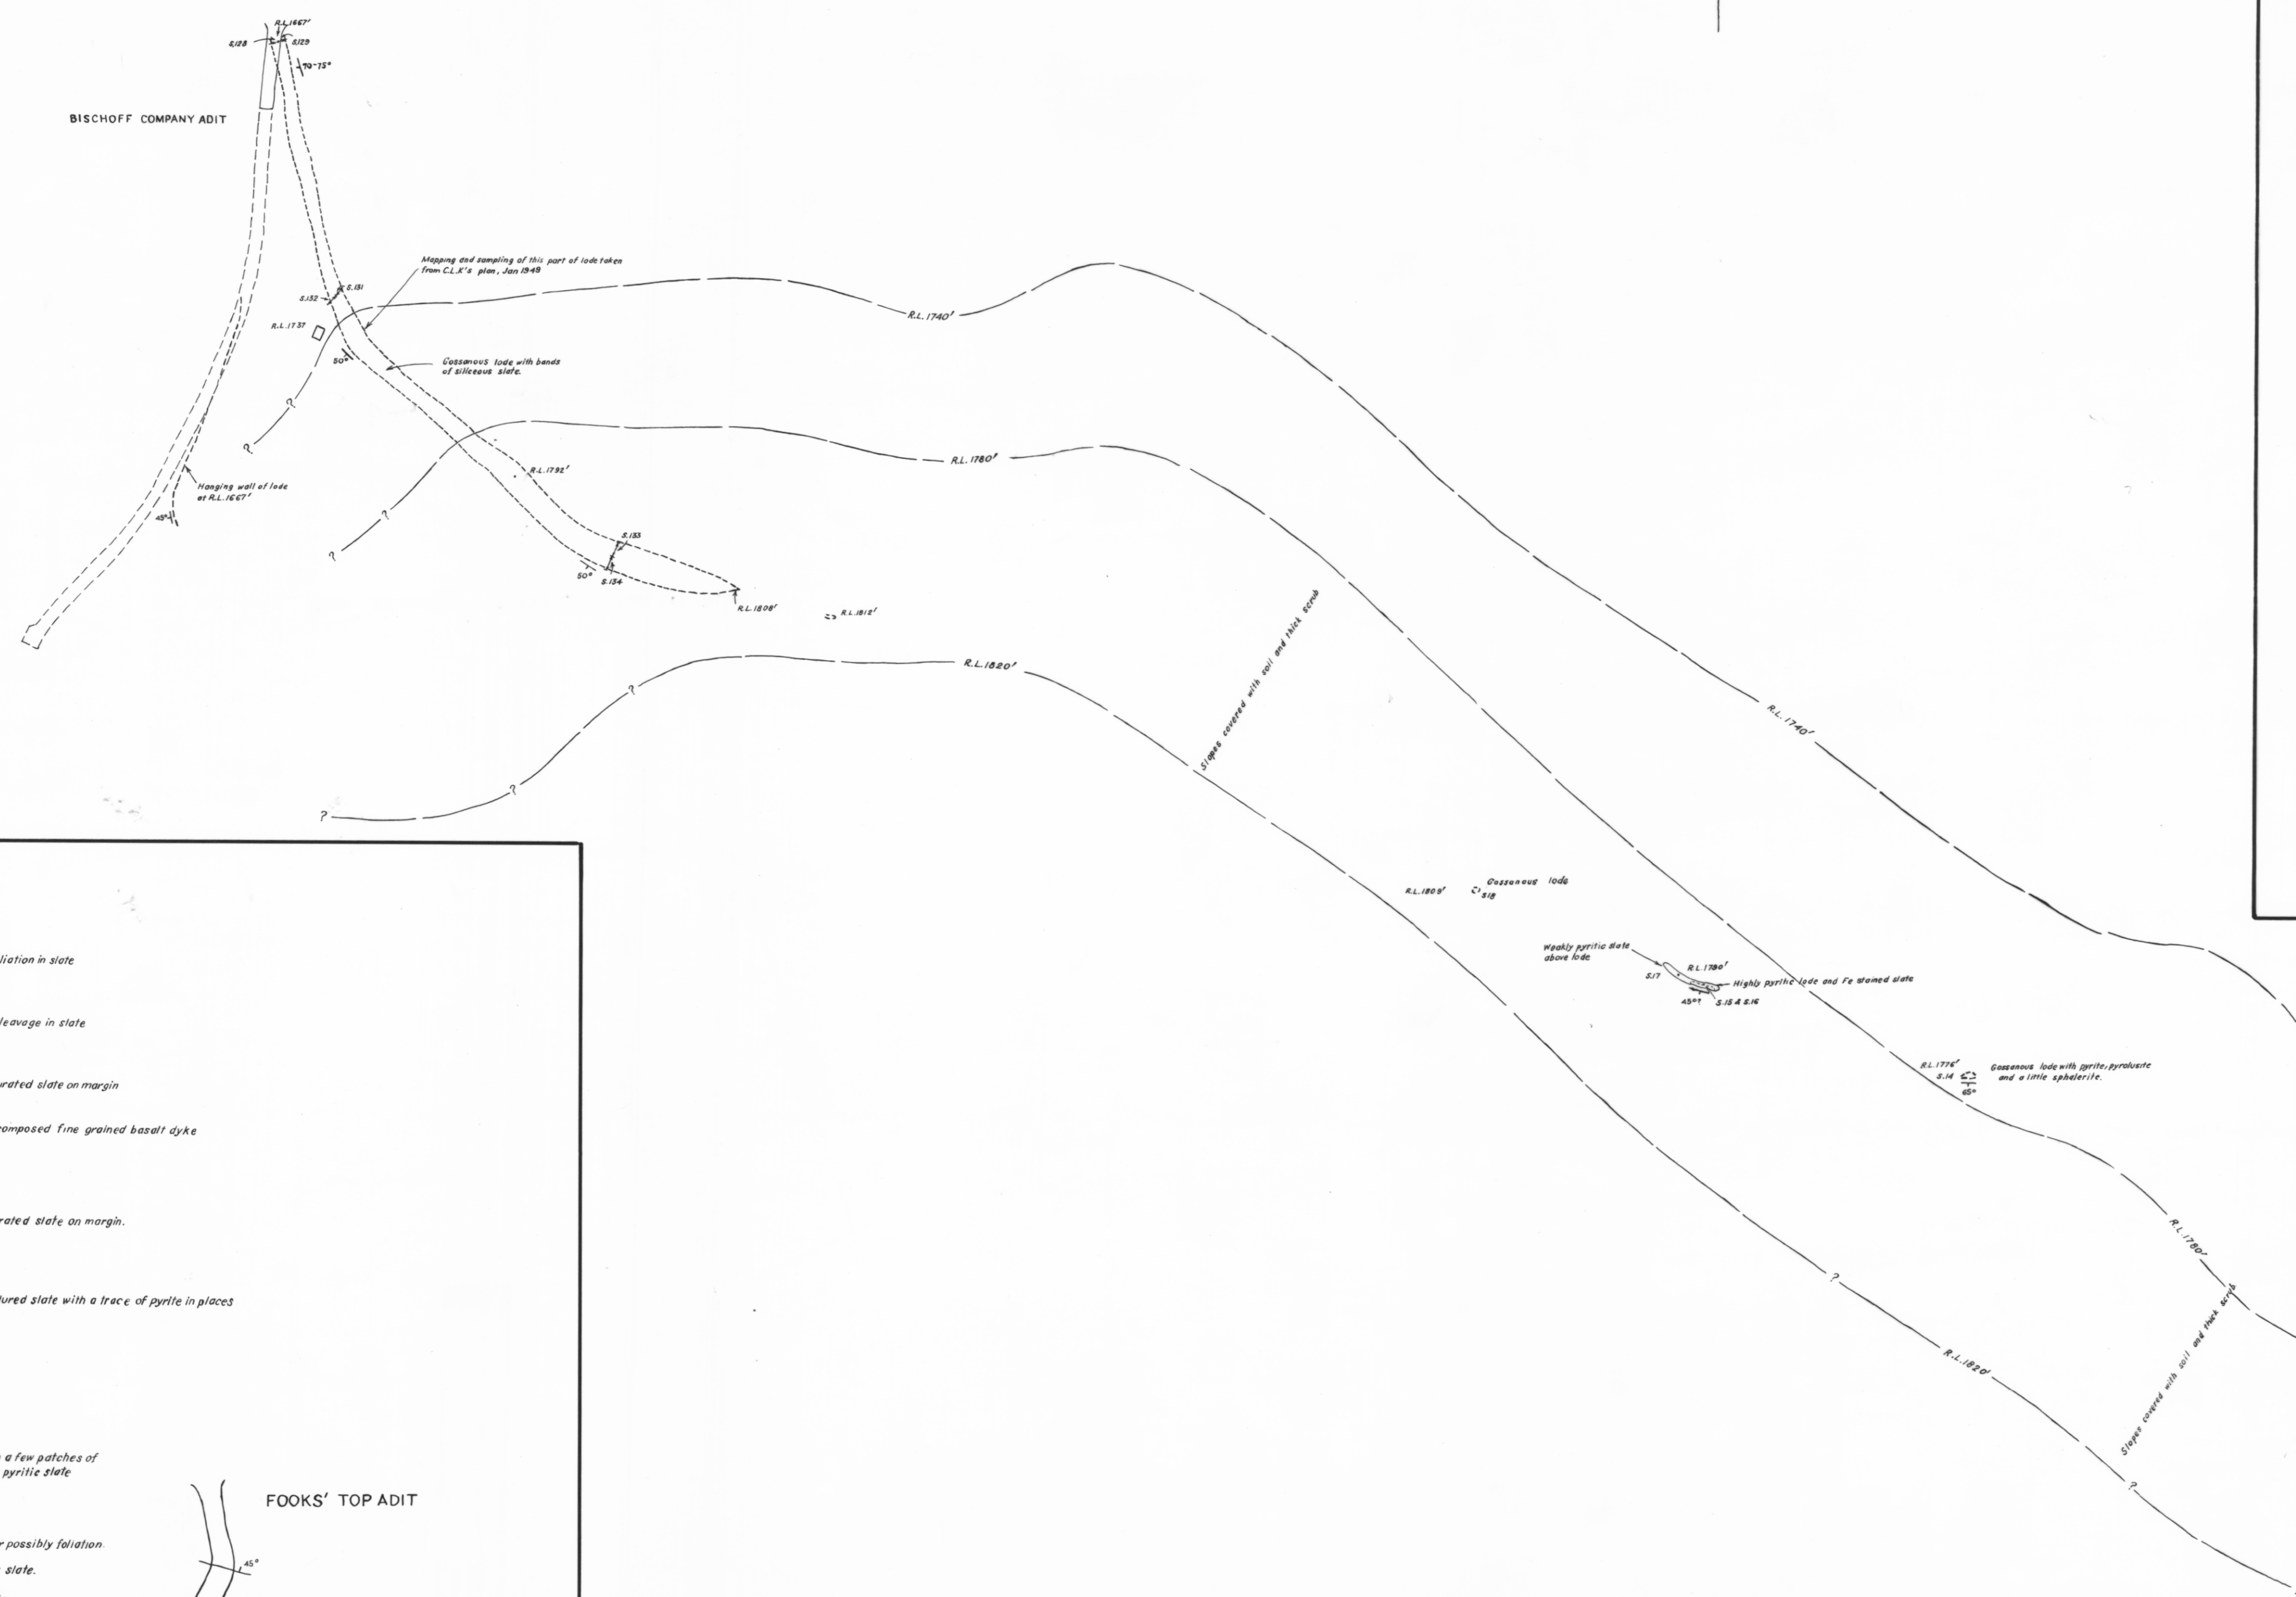 R.L.1667'
S.128
S.129
70-75°
BISCHOFF COMPANY ADIT
Mapping and sampling of this part of lode taken
from C.L.K's plan, Jan 1949
S.131
S.132
R.L.1737
R.L.1740'
50°
Gossanous lode with bands
of siliceous slate.
?
?
R.L.1780'
R.L.1792'
Hanging wall of lode
at R.L.1667'
45°
?
?
S.133
50°
S.134
R.L.1808'
R.L.1812'
Slopes covered with soil and thick scrub
R.L.1820'
?
?
?
R.L.1740'
R.L.1809'
Gossanous lode
S18
Weakly pyritic slate
above lode
S.17
R.L.1780'
Highly pyritic lode and Fe stained slate
45°?
S.15 & S.16
R.L.1776'
S.14
65°
Gossanous lode with pyrite, pyrolusite
and a little sphalerite.
R.L.1780'
?
Slopes covered with soil and thick scrub
R.L.1820'
?
liation in slate
leavage in slate
urated slate on margin
composed fine grained basalt dyke
rated slate on margin.
tured slate with a trace of pyrite in places
a few patches of
pyritic slate
FOOKS' TOP ADIT
r possibly foliation.
slate.
45°